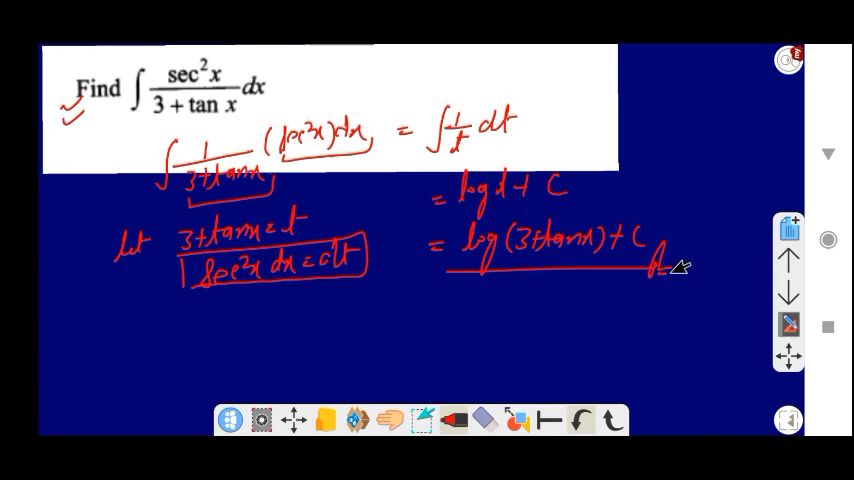 Find ∫ sec²x / (3 + tan x) dx
∫ 1/(3+tanx) (sec²x)dx = ∫ 1/t dt
= log t + C
let 3+tanx = t
= log(3+tanx) + C
sec²x dx = dt